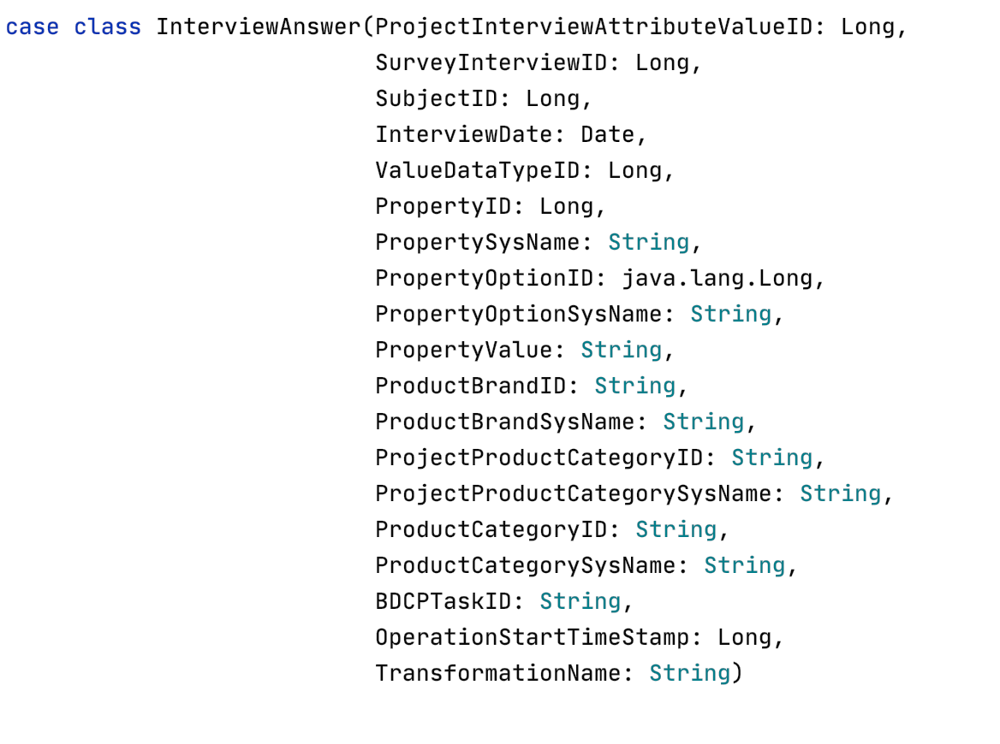 case class InterviewAnswer(ProjectInterviewAttributeValueID: Long,
SurveyInterviewID: Long,
SubjectID: Long,
InterviewDate: Date,
ValueDataTypeID: Long,
PropertyID: Long,
PropertySysName: String,
PropertyOptionID: java.lang.Long,
PropertyOptionSysName: String,
PropertyValue: String,
ProductBrandID: String,
ProductBrandSysName: String,
ProjectProductCategoryID: String,
ProjectProductCategorySysName: String,
ProductCategoryID: String,
ProductCategorySysName: String,
BDCPTaskID: String,
OperationStartTimeStamp: Long,
TransformationName: String)